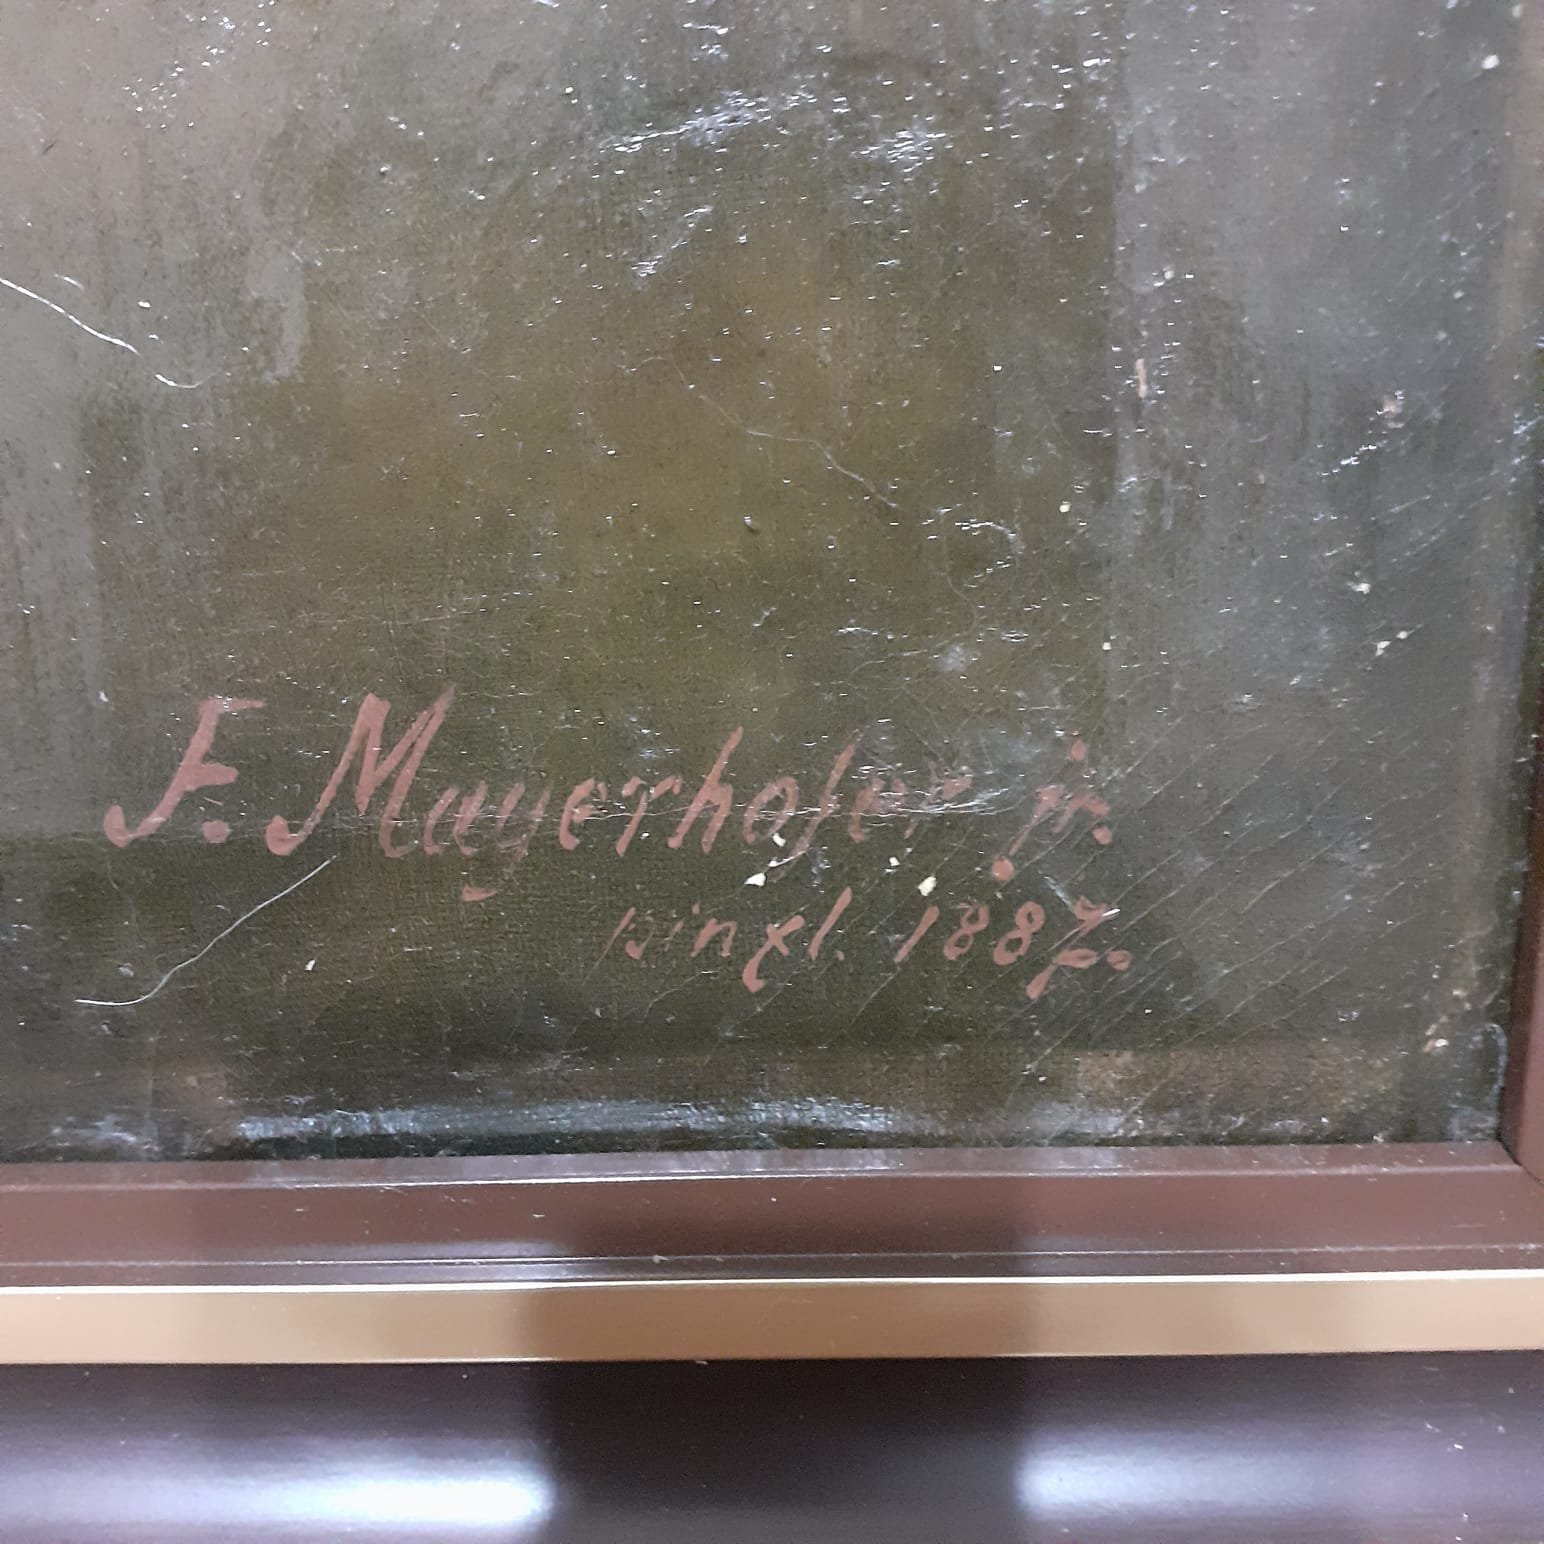 F. Mayerhofer jr.
pinxt. 1887.